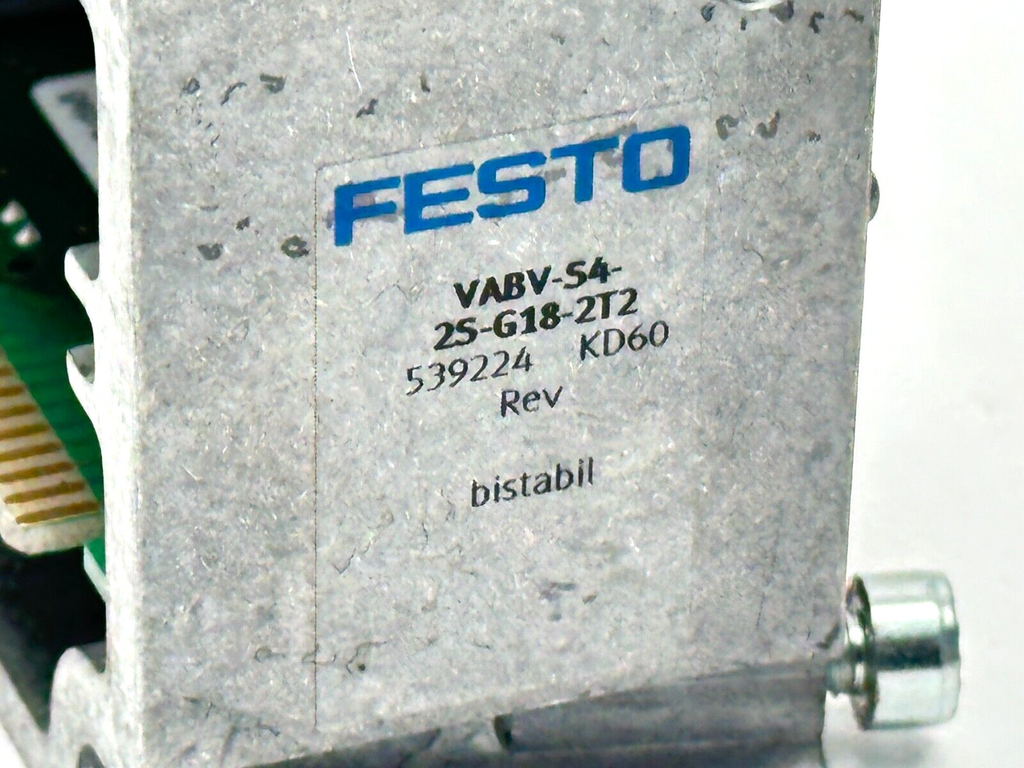 FESTO
VABV-S4-
2S-G18-2T2
539224 KD60
Rev
bistabil